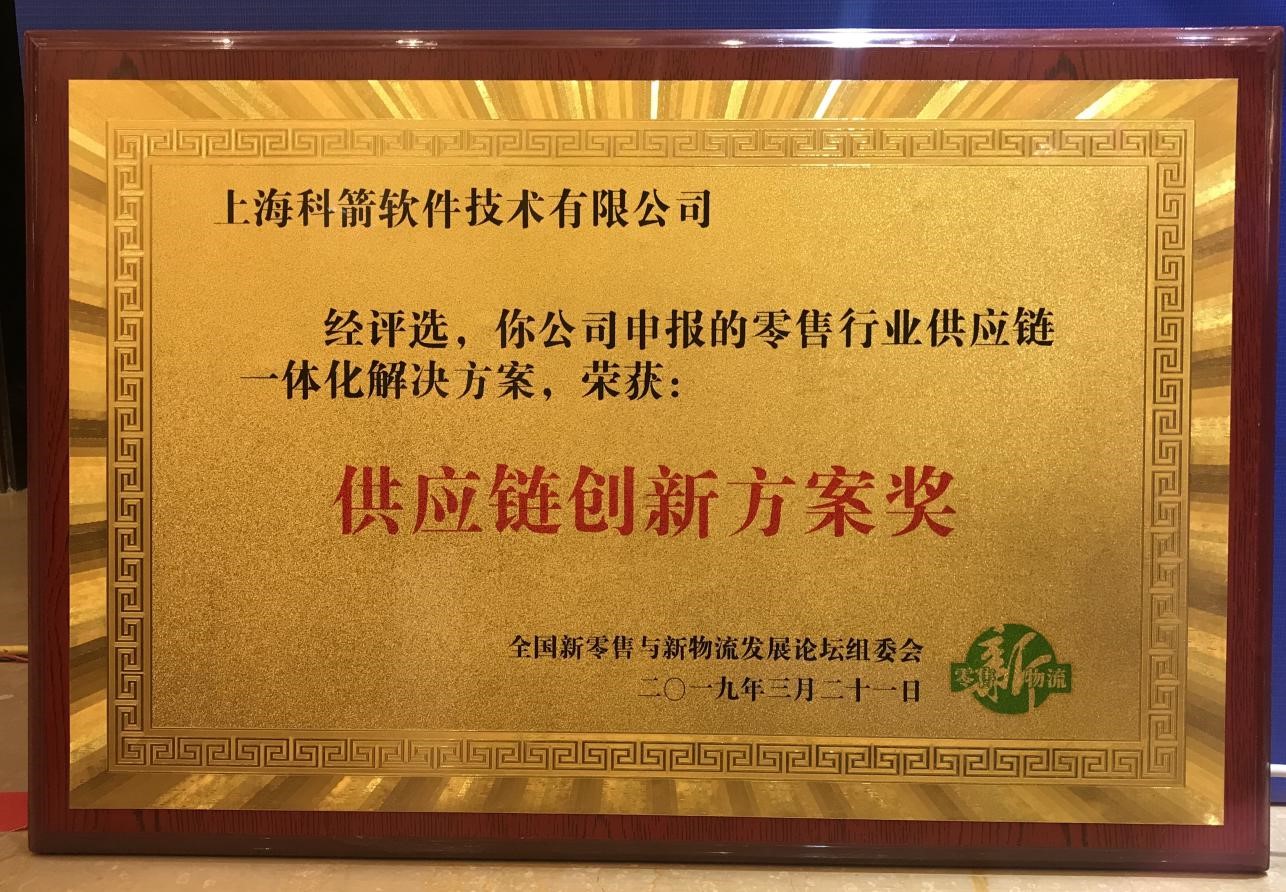 上海科箭软件技术有限公司
经评选，你公司申报的零售行业供应链
一体化解决方案，荣获：
供应链创新方案奖
全国新零售与新物流发展论坛组委会
二〇一九年三月二十一日
新
零售 物流